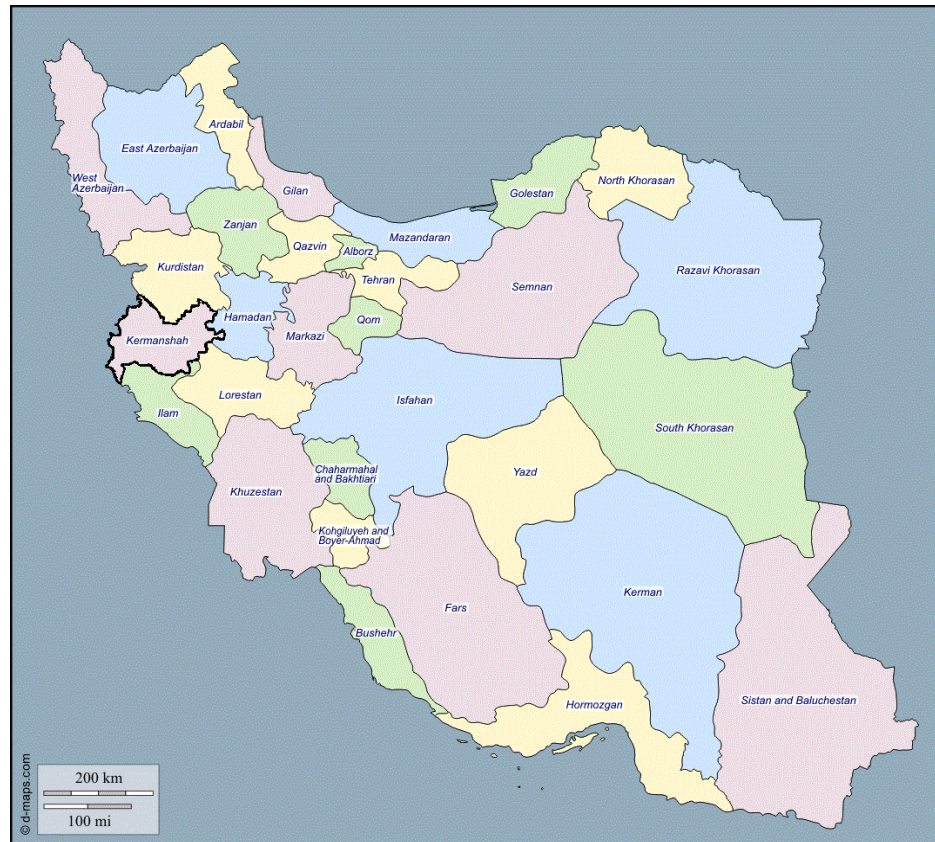 Ardabil
East Azerbaijan
West
Azerbaijan
Gilan
Golestan
North Khorasan
Zanjan
Mazandaran
Qazvin
Alborz
Kurdistan
Tehran
Semnan
Razavi Khorasan
Hamadan
Qom
Markazi
Kermanshah
Lorestan
Isfahan
Ilam
South Khorasan
Chaharmahal
and Bakhtiari
Yazd
Khuzestan
Kohgiluyeh and
Boyer-Ahmad
Kerman
Fars
Bushehr
Sistan and Baluchestan
Hormozgan
200 km
100 mi
© d-maps.com